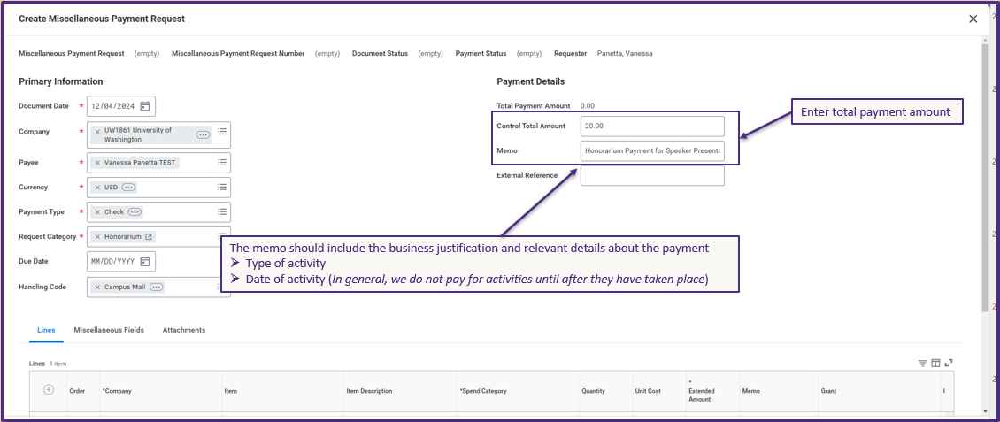 Create Miscellaneous Payment Request
Miscellaneous Payment Request (empty) Miscellaneous Payment Request Number (empty) Document Status (empty) Payment Status (empty) Requester Panetta, Vanessa
Primary Information
Document Date * 12/04/2024
Company * × UW1861 University of
Washington
Payee * × Vanessa Panetta TEST
Currency * × USD
Payment Type * × Check
Request Category * × Honorarium
Due Date MM/DD/YYYY
Handling Code × Campus Mail
Payment Details
Total Payment Amount 0.00
Control Total Amount 20.00
Memo Honorarium Payment for Speaker Presenta
External Reference
Enter total payment amount
The memo should include the business justification and relevant details about the payment
➢ Type of activity
➢ Date of activity (In general, we do not pay for activities until after they have taken place)
Lines Miscellaneous Fields Attachments
Lines 1 item
Order *Company Item Item Description *Spend Category Quantity Unit Cost *
Extended
Amount Memo Grant